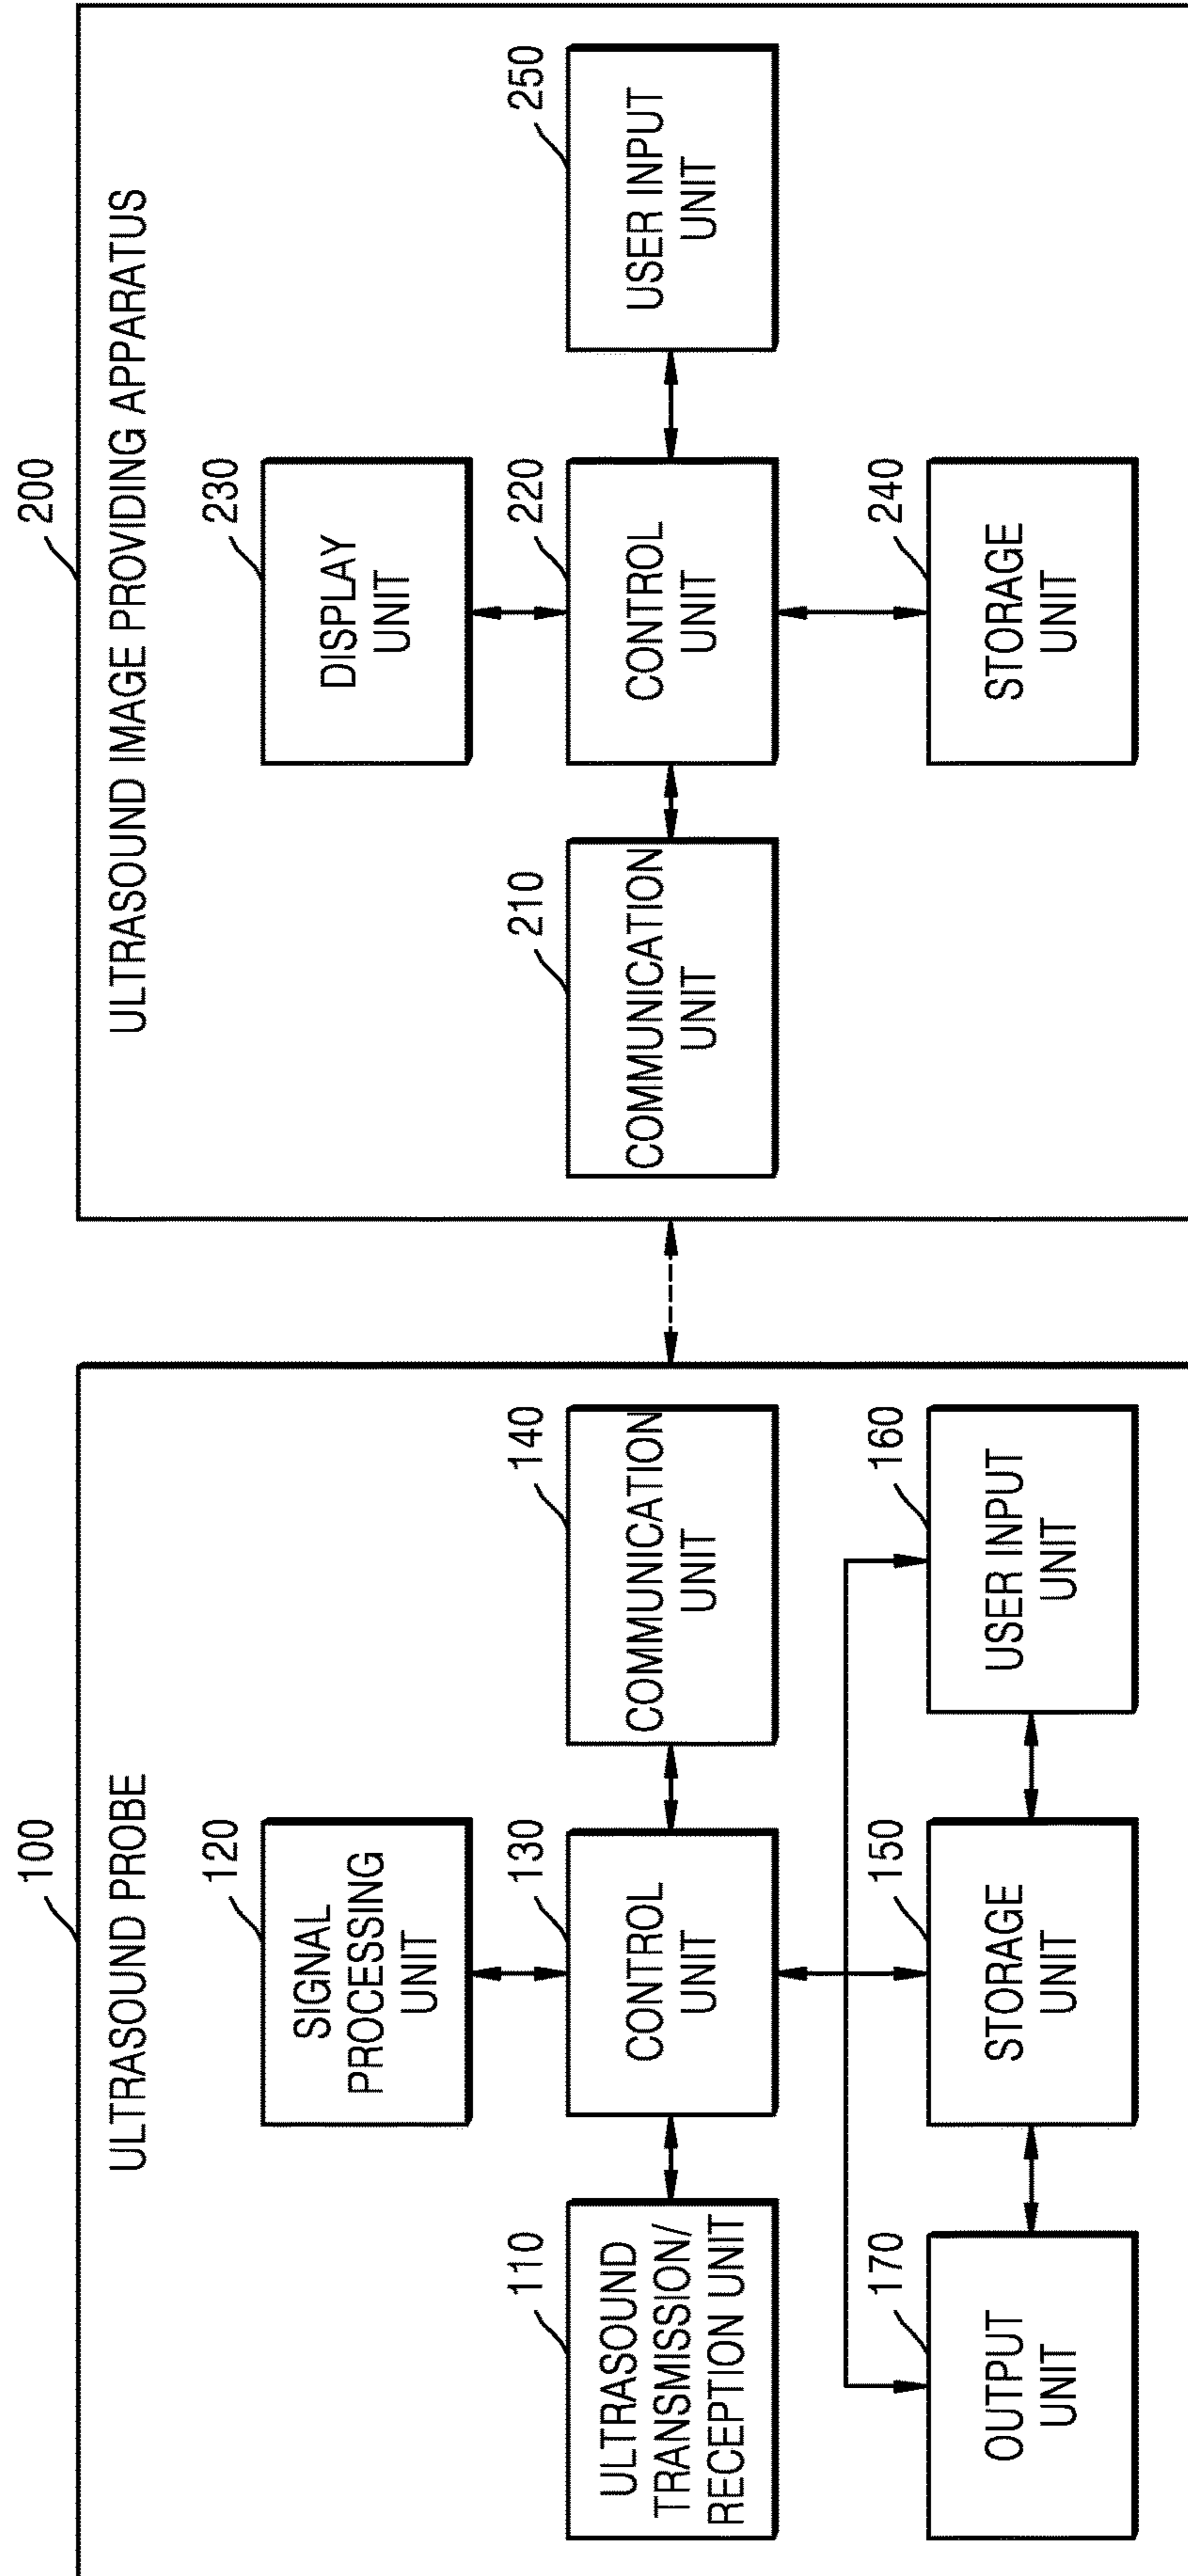 100
ULTRASOUND PROBE
120
SIGNAL
PROCESSING
UNIT
110
ULTRASOUND
TRANSMISSION/
RECEPTION UNIT
130
CONTROL
UNIT
140
COMMUNICATION
UNIT
170
OUTPUT
UNIT
150
STORAGE
UNIT
160
USER INPUT
UNIT
200
ULTRASOUND IMAGE PROVIDING APPARATUS
230
DISPLAY
UNIT
210
COMMUNICATION
UNIT
220
CONTROL
UNIT
250
USER INPUT
UNIT
240
STORAGE
UNIT